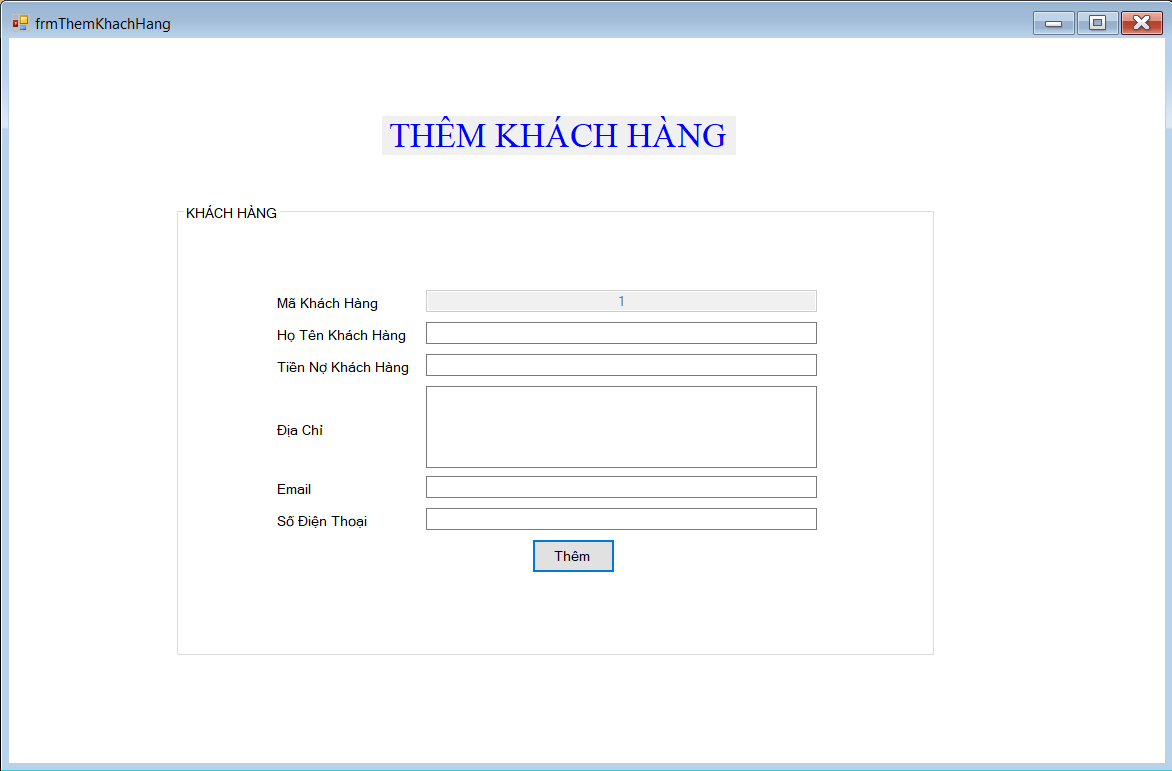 frmThemKhachHang
THÊM KHÁCH HÀNG
KHÁCH HÀNG
Mã Khách Hàng 1
Họ Tên Khách Hàng
Tiền Nợ Khách Hàng
Địa Chỉ
Email
Số Điện Thoại
Thêm